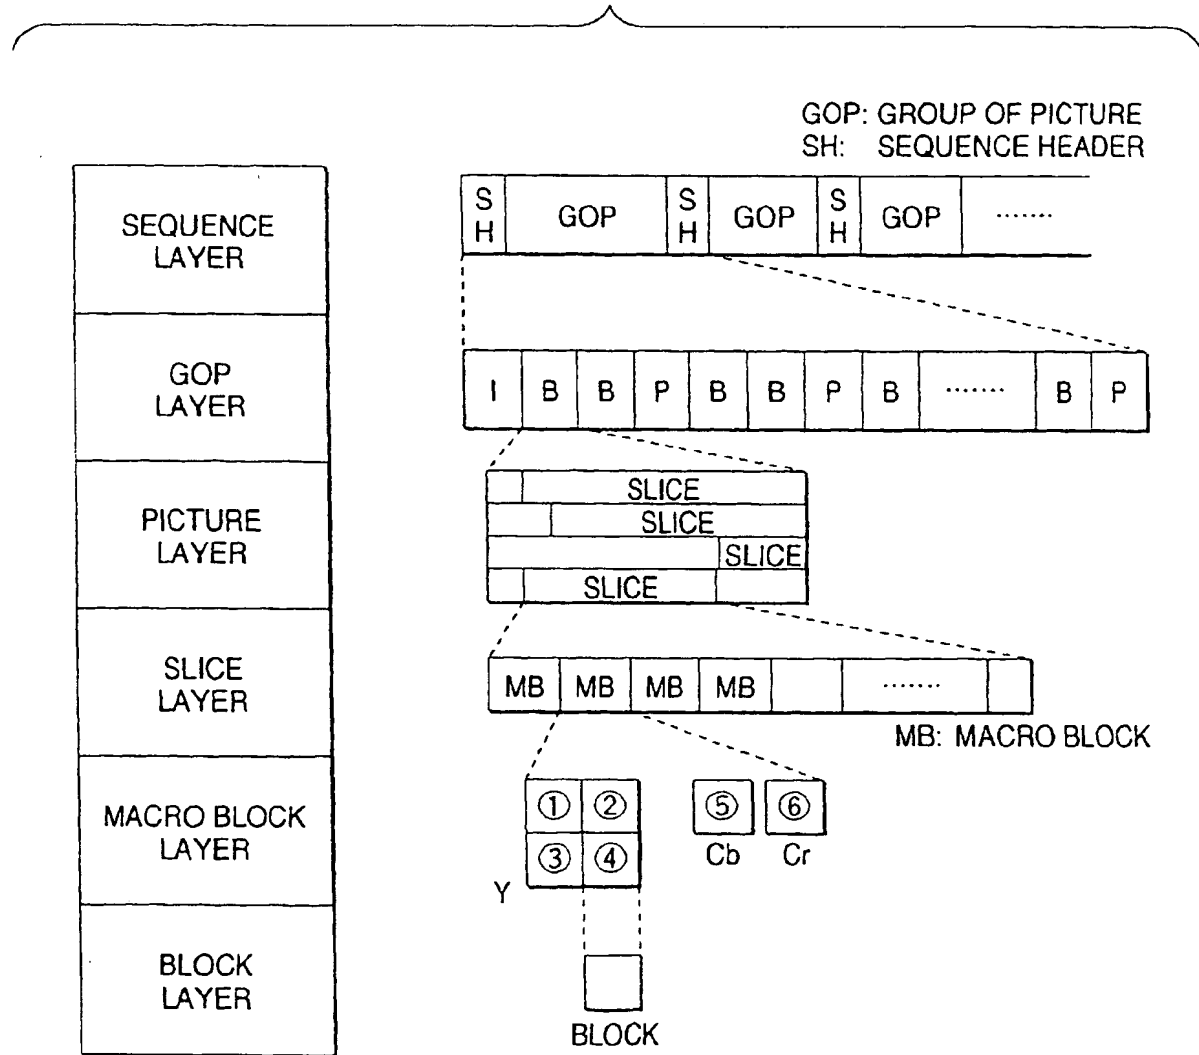 GOP: GROUP OF PICTURE
SH: SEQUENCE HEADER
SEQUENCE
LAYER
S
H
GOP
S
H
GOP
S
H
GOP
.......
GOP
LAYER
I B B P B B P B ....... B P
PICTURE
LAYER
SLICE
SLICE
SLICE
SLICE
SLICE
LAYER
MB MB MB MB .......
MB: MACRO BLOCK
MACRO BLOCK
LAYER
① ② ⑤ ⑥
③ ④ Cb Cr
Y
BLOCK
LAYER
BLOCK